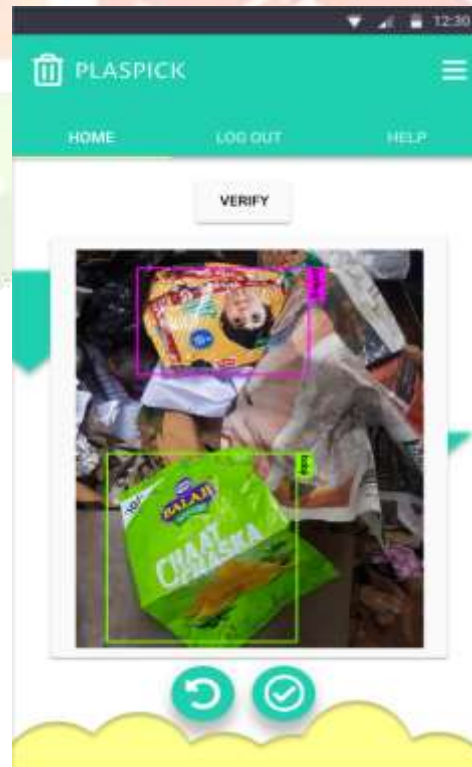 12:30
PLASPICK
HOME
LOG OUT
HELP
VERIFY
BALAJI
CHAAT
CHASKA